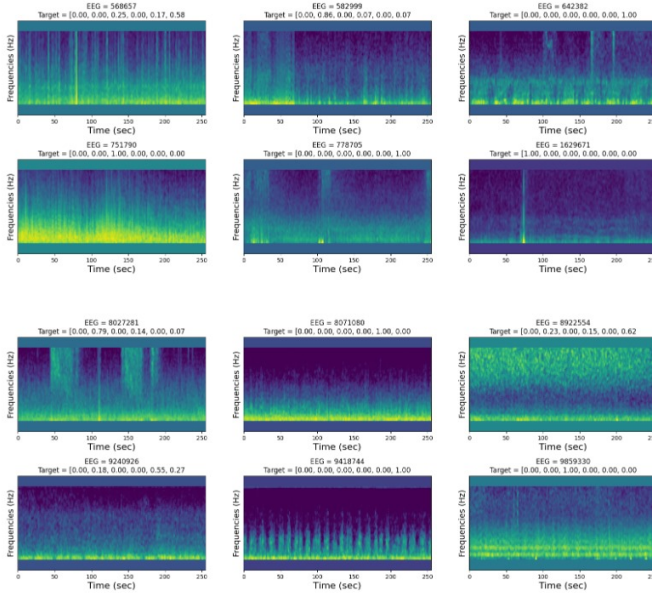 EEG = 568657
Target = [0.00, 0.00, 0.25, 0.00, 0.17, 0.58
Frequencies (Hz)
0 50 100 150 200 250
Time (sec)
EEG = 582999
Target = [0.00, 0.86, 0.00, 0.07, 0.00, 0.07
Frequencies (Hz)
0 50 100 150 200 250
Time (sec)
EEG = 642382
Target = [0.00, 0.00, 0.00, 0.00, 0.00, 1.00
Frequencies (Hz)
0 50 100 150 200 250
Time (sec)
EEG = 751790
Target = [0.00, 0.00, 1.00, 0.00, 0.00, 0.00
Frequencies (Hz)
0 50 100 150 200 250
Time (sec)
EEG = 778705
Target = [0.00, 0.00, 0.00, 0.00, 0.00, 1.00
Frequencies (Hz)
0 50 100 150 200 250
Time (sec)
EEG = 1629671
Target = [1.00, 0.00, 0.00, 0.00, 0.00, 0.00
Frequencies (Hz)
0 50 100 150 200 250
Time (sec)
EEG = 8027281
Target = [0.00, 0.79, 0.00, 0.14, 0.00, 0.07
Frequencies (Hz)
0 50 100 150 200 250
Time (sec)
EEG = 8071080
Target = [0.00, 0.00, 0.00, 0.00, 1.00, 0.00
Frequencies (Hz)
0 50 100 150 200 250
Time (sec)
EEG = 8922554
Target = [0.00, 0.23, 0.00, 0.15, 0.00, 0.62
Frequencies (Hz)
0 50 100 150 200 250
Time (sec)
EEG = 9240926
Target = [0.00, 0.18, 0.00, 0.00, 0.55, 0.27
Frequencies (Hz)
0 50 100 150 200 250
Time (sec)
EEG = 9418744
Target = [0.00, 0.00, 0.00, 0.00, 0.00, 1.00
Frequencies (Hz)
0 50 100 150 200 250
Time (sec)
EEG = 9859330
Target = [0.00, 0.00, 1.00, 0.00, 0.00, 0.00
Frequencies (Hz)
0 50 100 150 200 250
Time (sec)